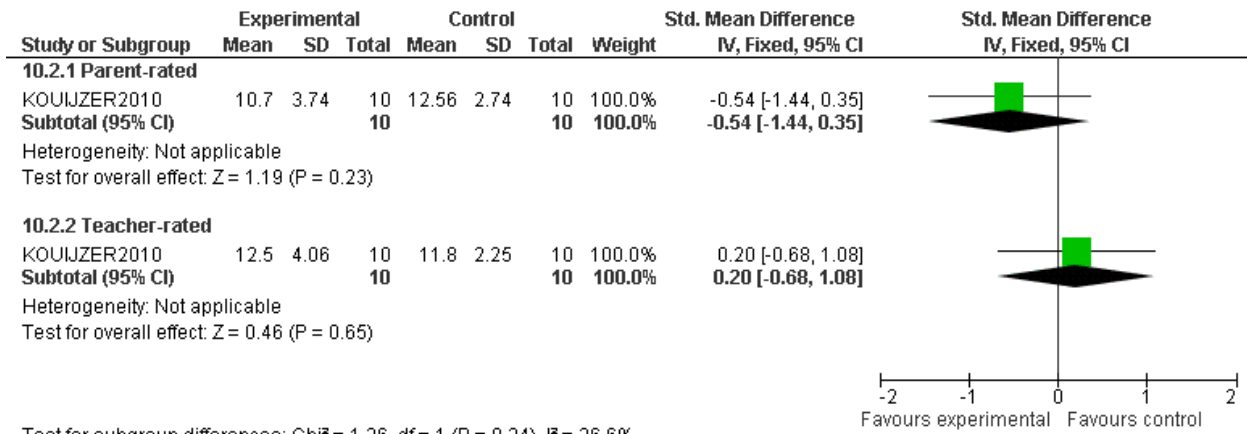 Experimental Control Std. Mean Difference Std. Mean Difference
Study or Subgroup Mean SD Total Mean SD Total Weight IV, Fixed, 95% CI IV, Fixed, 95% CI
10.2.1 Parent-rated
KOUIJZER2010 10.7 3.74 10 12.56 2.74 10 100.0% -0.54 [-1.44, 0.35]
Subtotal (95% CI) 10 10 100.0% -0.54 [-1.44, 0.35]
Heterogeneity: Not applicable
Test for overall effect: Z = 1.19 (P = 0.23)
10.2.2 Teacher-rated
KOUIJZER2010 12.5 4.06 10 11.8 2.25 10 100.0% 0.20 [-0.68, 1.08]
Subtotal (95% CI) 10 10 100.0% 0.20 [-0.68, 1.08]
Heterogeneity: Not applicable
Test for overall effect: Z = 0.46 (P = 0.65)
-2 -1 0 1 2
Favours experimental Favours control
Test for subgroup differences: